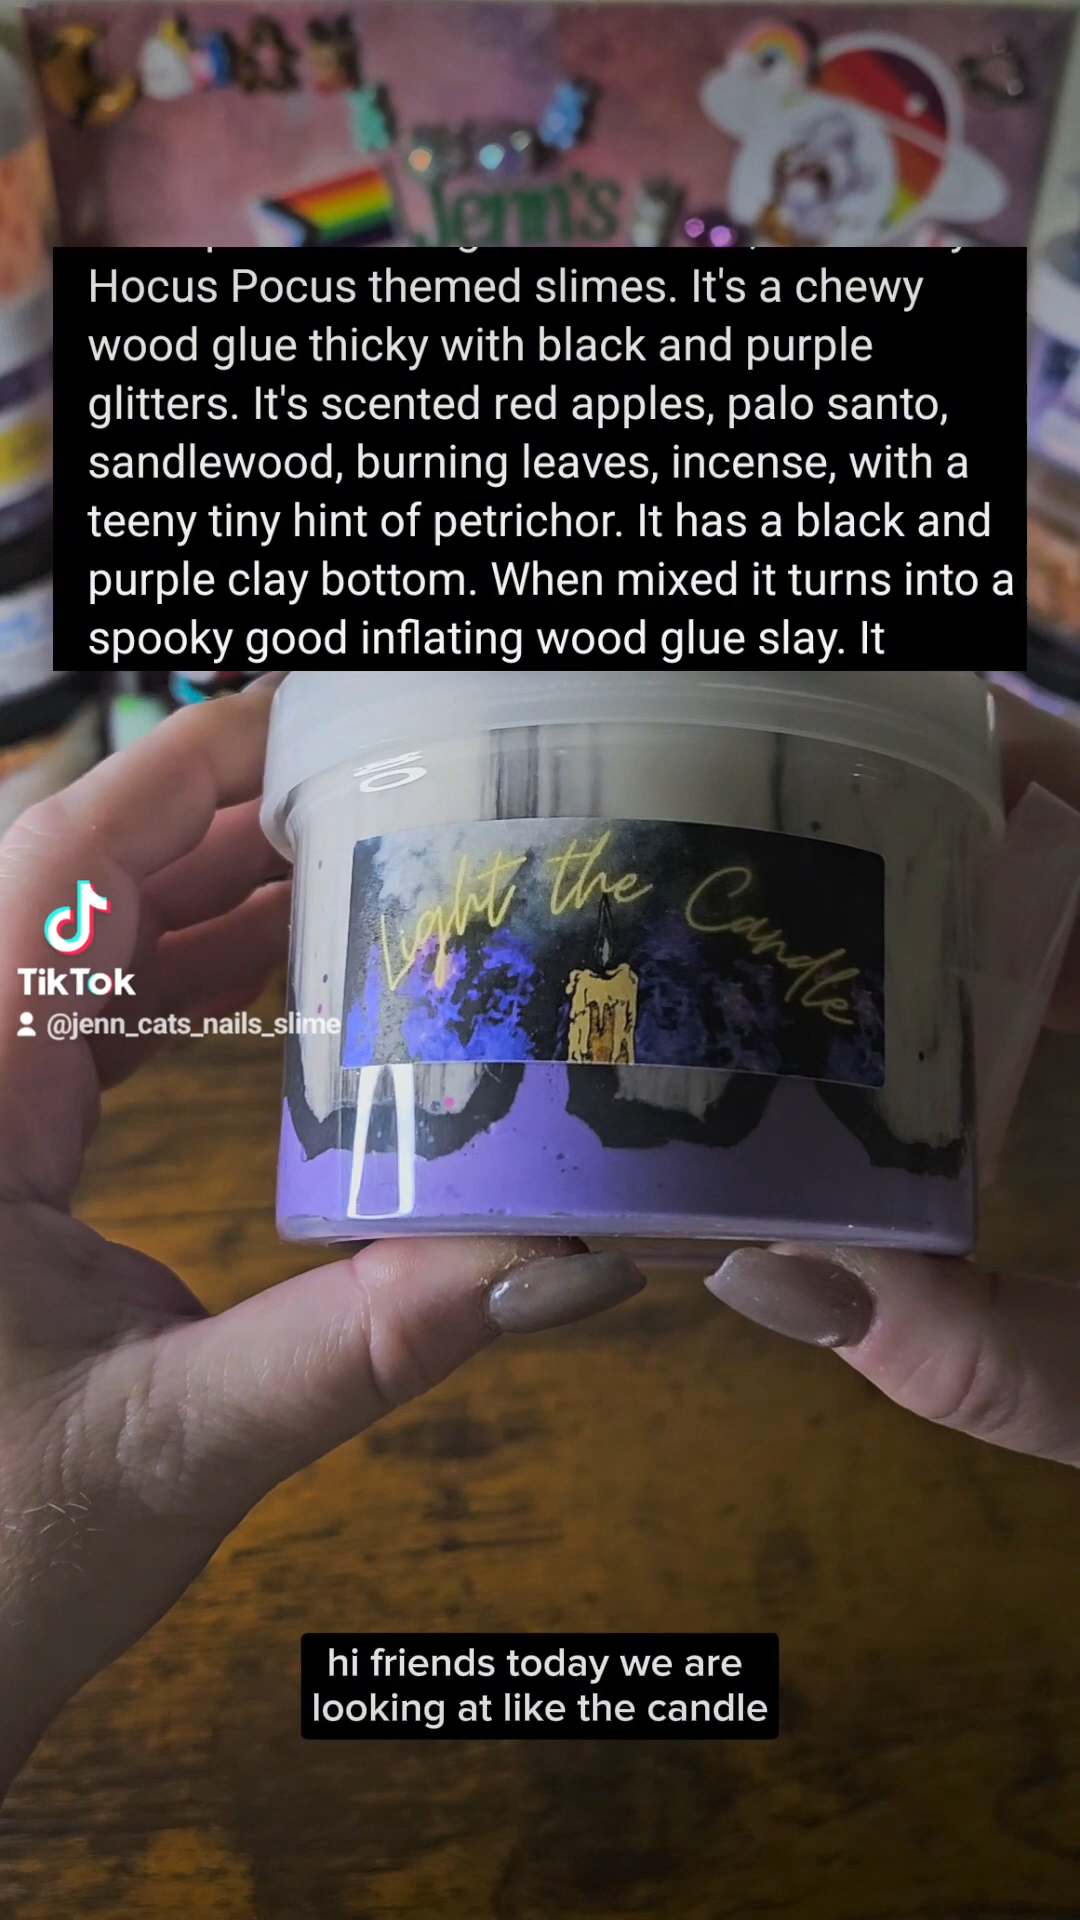 Jenn's
Hocus Pocus themed slimes. It's a chewy
wood glue thicky with black and purple
glitters. It's scented red apples, palo santo,
sandlewood, burning leaves, incense, with a
teeny tiny hint of petrichor. It has a black and
purple clay bottom. When mixed it turns into a
spooky good inflating wood glue slay. It
Light the Candle
TikTok
@jenn_cats_nails_slime
hi friends today we are
looking at like the candle